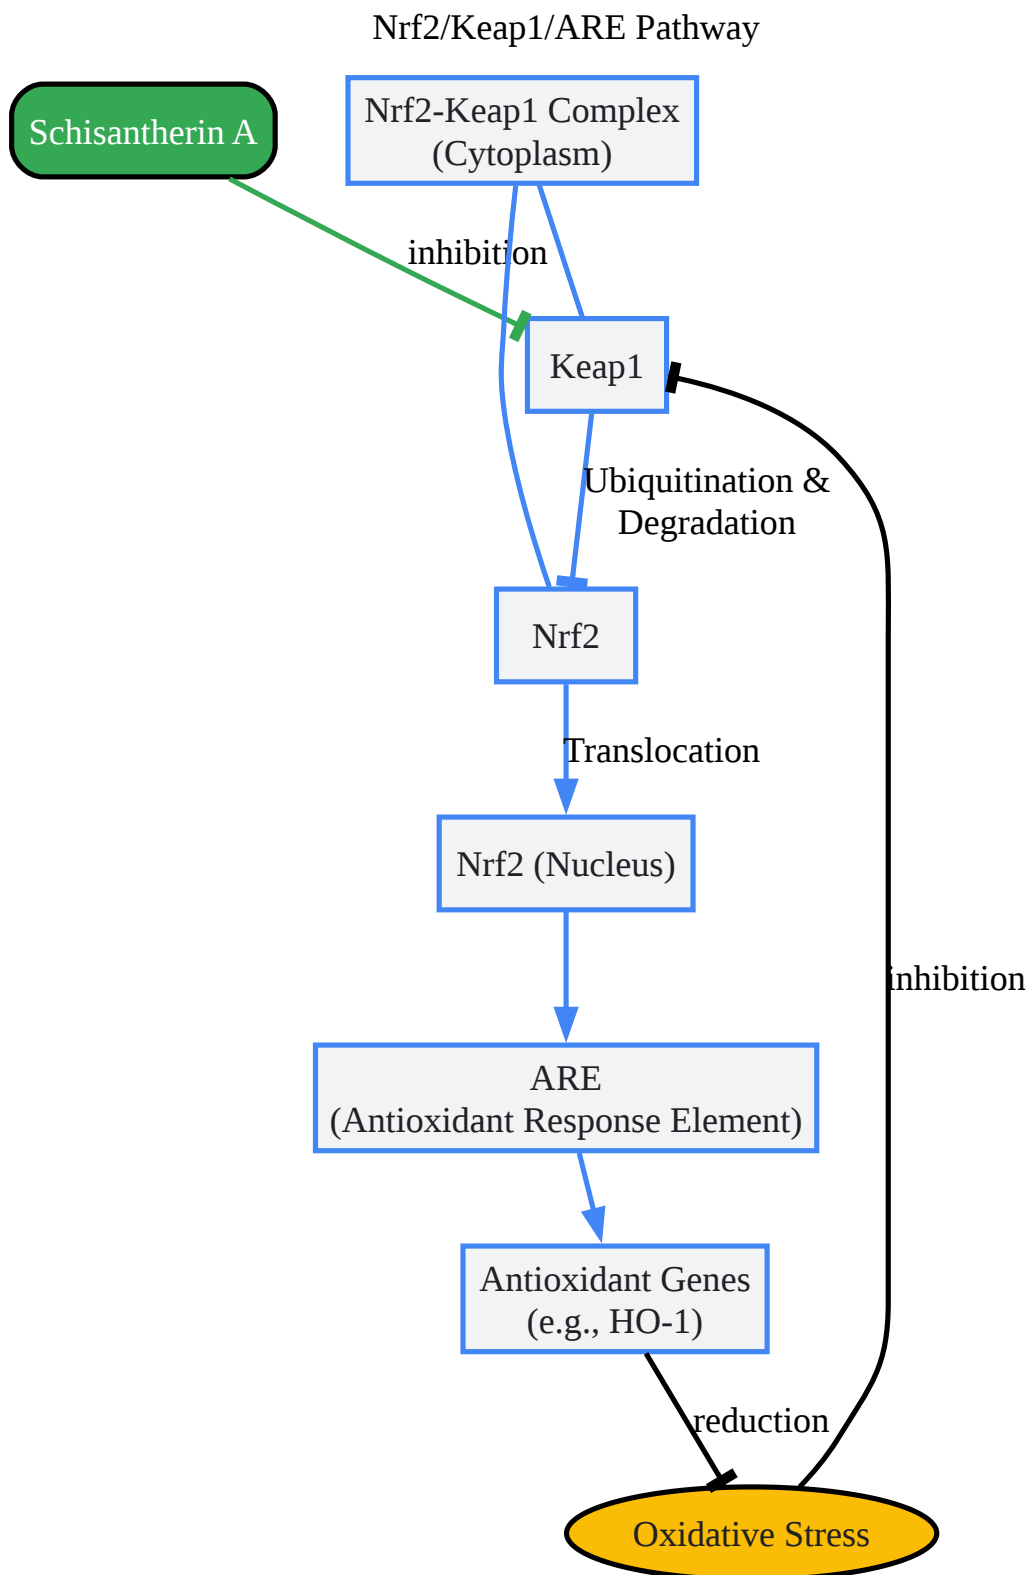 Nrf2/Keap1/ARE Pathway
Schisantherin A
Nrf2-Keap1 Complex
(Cytoplasm)
inhibition
Keap1
Ubiquitination &
Degradation
Nrf2
Translocation
Nrf2 (Nucleus)
inhibition
ARE
(Antioxidant Response Element)
Antioxidant Genes
(e.g., HO-1)
reduction
Oxidative Stress